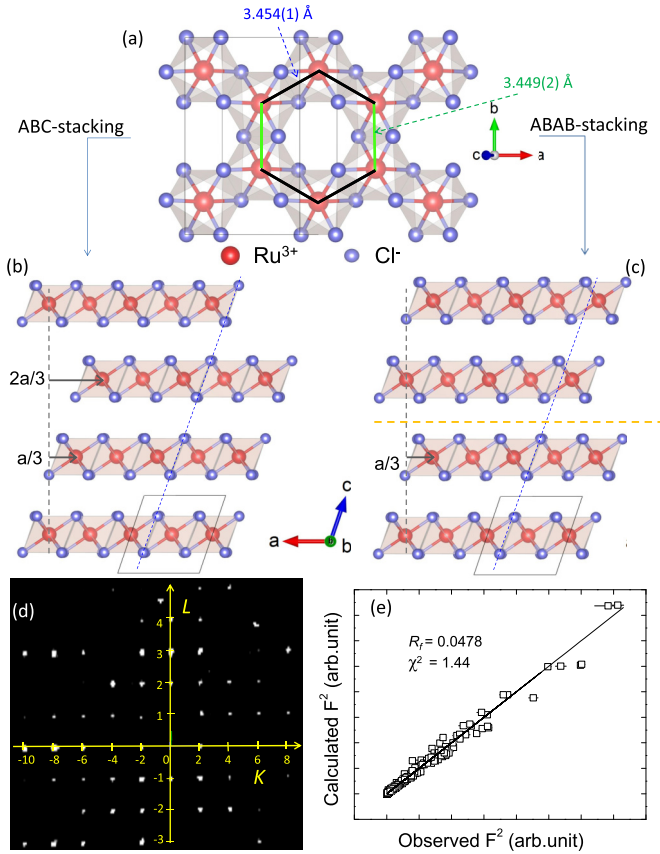 (a)
3.454(1) Å
3.449(2) Å
ABC-stacking
ABAB-stacking
b
c
a
Ru³⁺
Cl⁻
(b)
(c)
2a/3
a/3
a/3
c
a
b
(d)
L
4
3
2
1
-10 -8 -6 -4 -2 0 2 4 6 8
K
-1
-2
-3
(e)
R_f = 0.0478
χ² = 1.44
Calculated F² (arb.unit)
Observed F² (arb.unit)